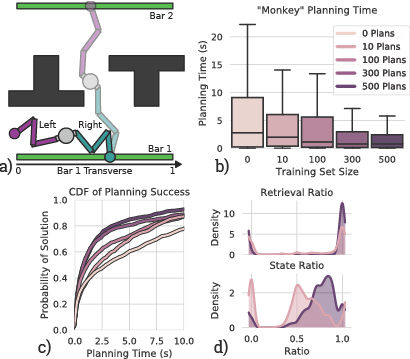 Bar 2
Left
Right
Bar 1
a)
0
Bar 1 Transverse
1
"Monkey" Planning Time
Planning Time (s)
20
15
10
5
0
0 Plans
10 Plans
100 Plans
300 Plans
500 Plans
0
10
100
300
500
Training Set Size
b)
CDF of Planning Success
Probability of Solution
1.0
0.8
0.6
0.4
0.2
0.0
0.0
2.5
5.0
7.5
10.0
Planning Time (s)
c)
Retrieval Ratio
Density
10
5
0
State Ratio
Density
2
0
0.0
0.5
1.0
Ratio
d)